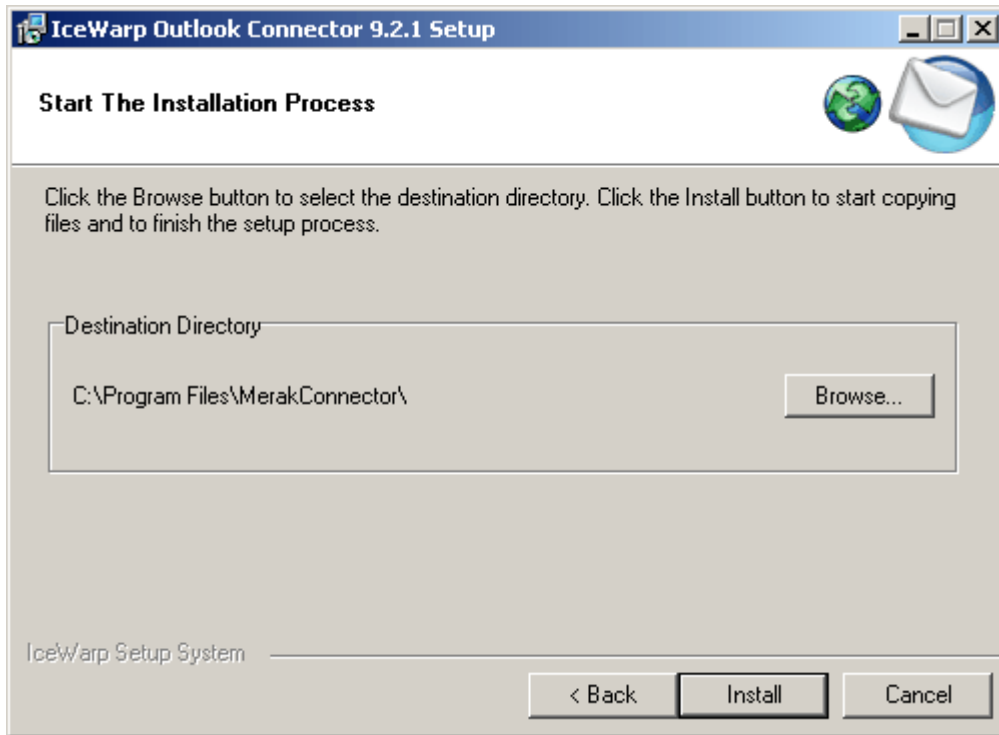 IceWarp Outlook Connector 9.2.1 Setup
Start The Installation Process
Click the Browse button to select the destination directory. Click the Install button to start copying
files and to finish the setup process.
Destination Directory
C:\Program Files\MerakConnector\
Browse...
IceWarp Setup System
< Back
Install
Cancel